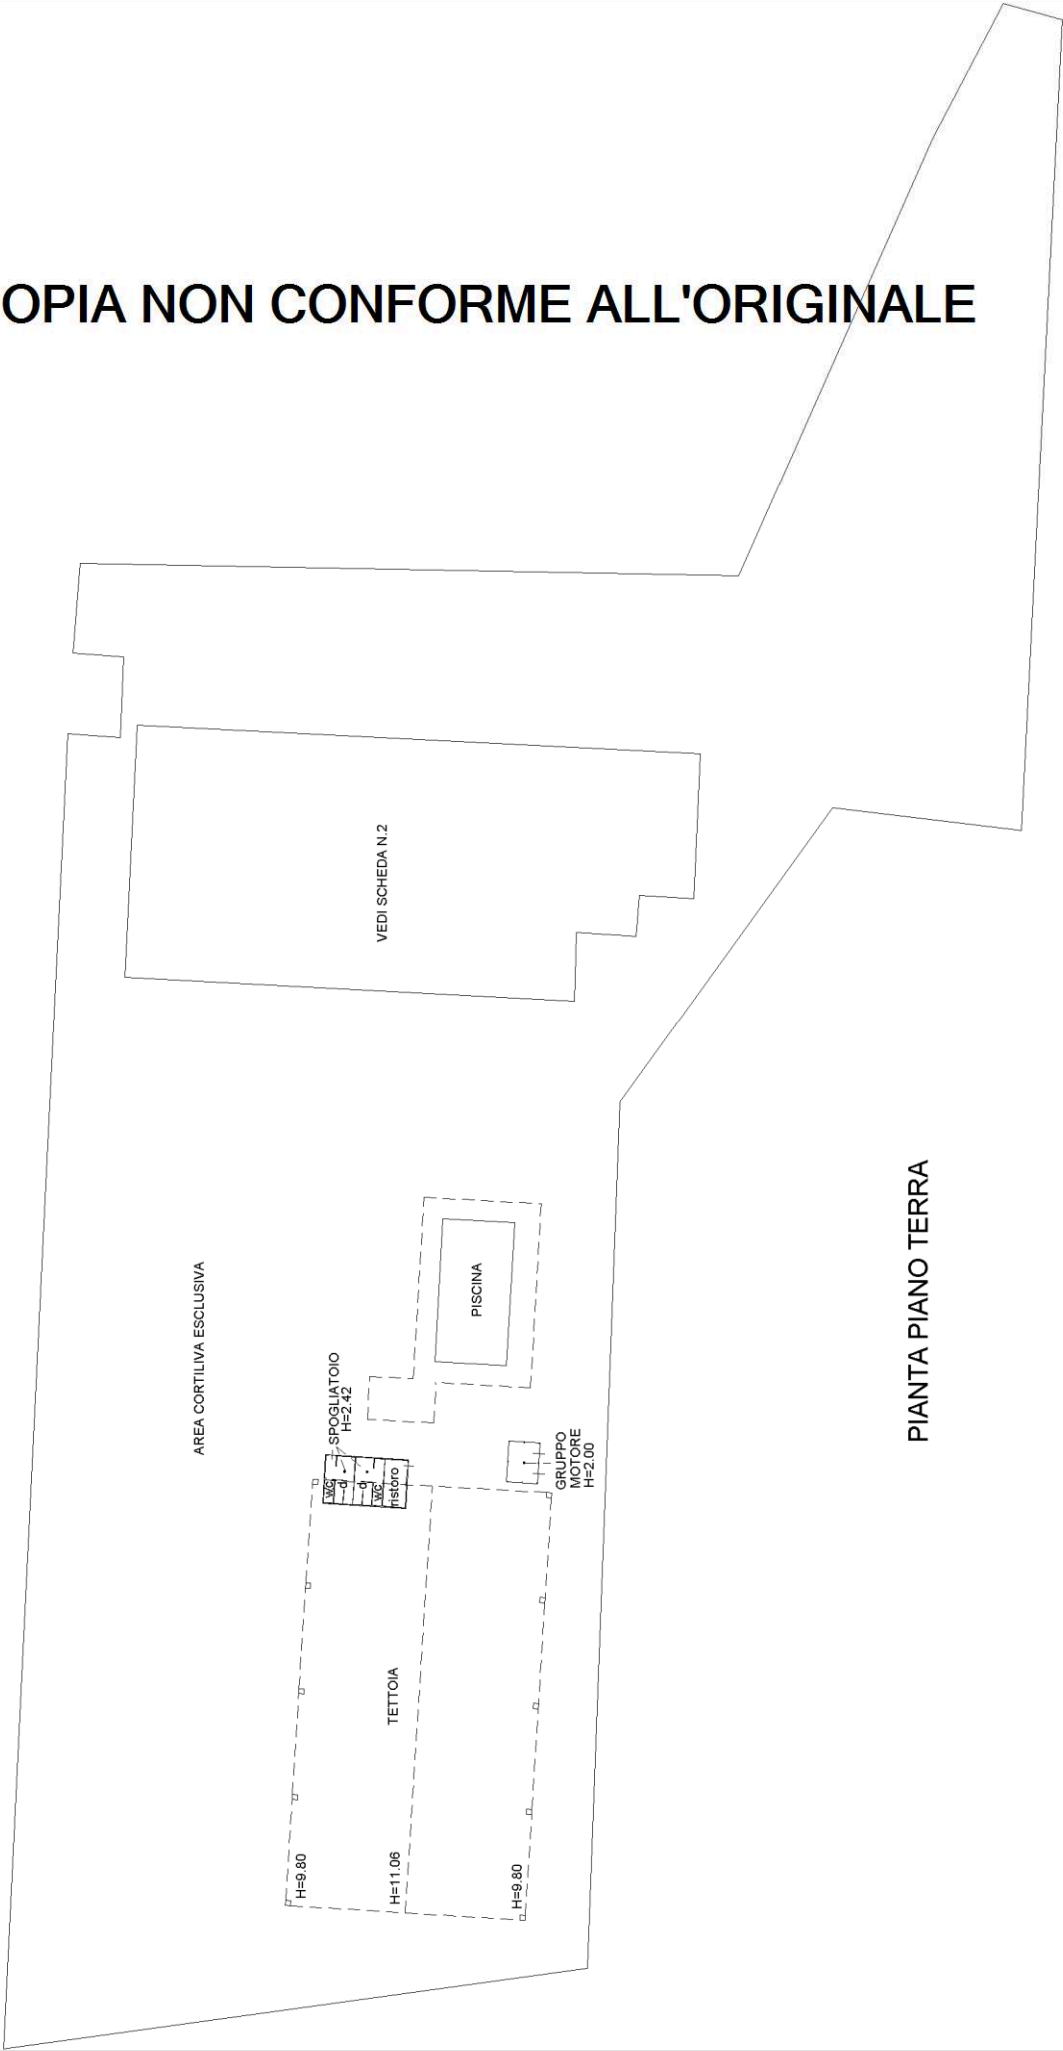 OPIA NON CONFORME ALL'ORIGINALE
VEDI SCHEDA N.2
AREA CORTILIVA ESCLUSIVA
PISCINA
SPOGLIATOIO
H=2.42
WC
d
d
WC
ristoro
GRUPPO
MOTORE
H=2.00
TETTOIA
H=9.80
H=11.06
H=9.80
PIANTA PIANO TERRA